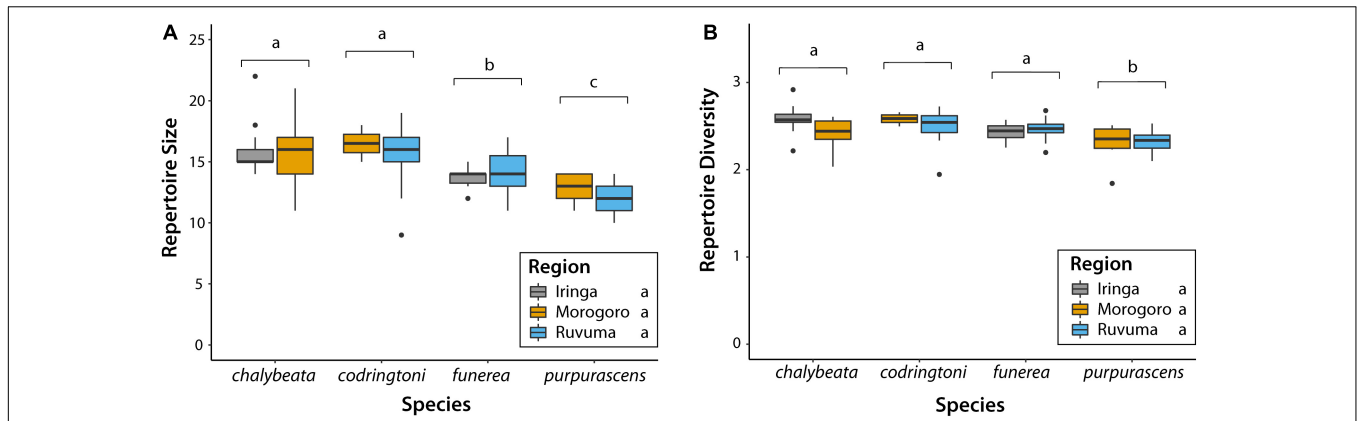 A
a
a
b
c
25
20
15
10
5
0
Repertoire Size
Region
Iringa a
Morogoro a
Ruvuma a
chalybeata codringtoni funerea purpurascens
Species
B
a
a
a
b
3
2
1
0
Repertoire Diversity
Region
Iringa a
Morogoro a
Ruvuma a
chalybeata codringtoni funerea purpurascens
Species